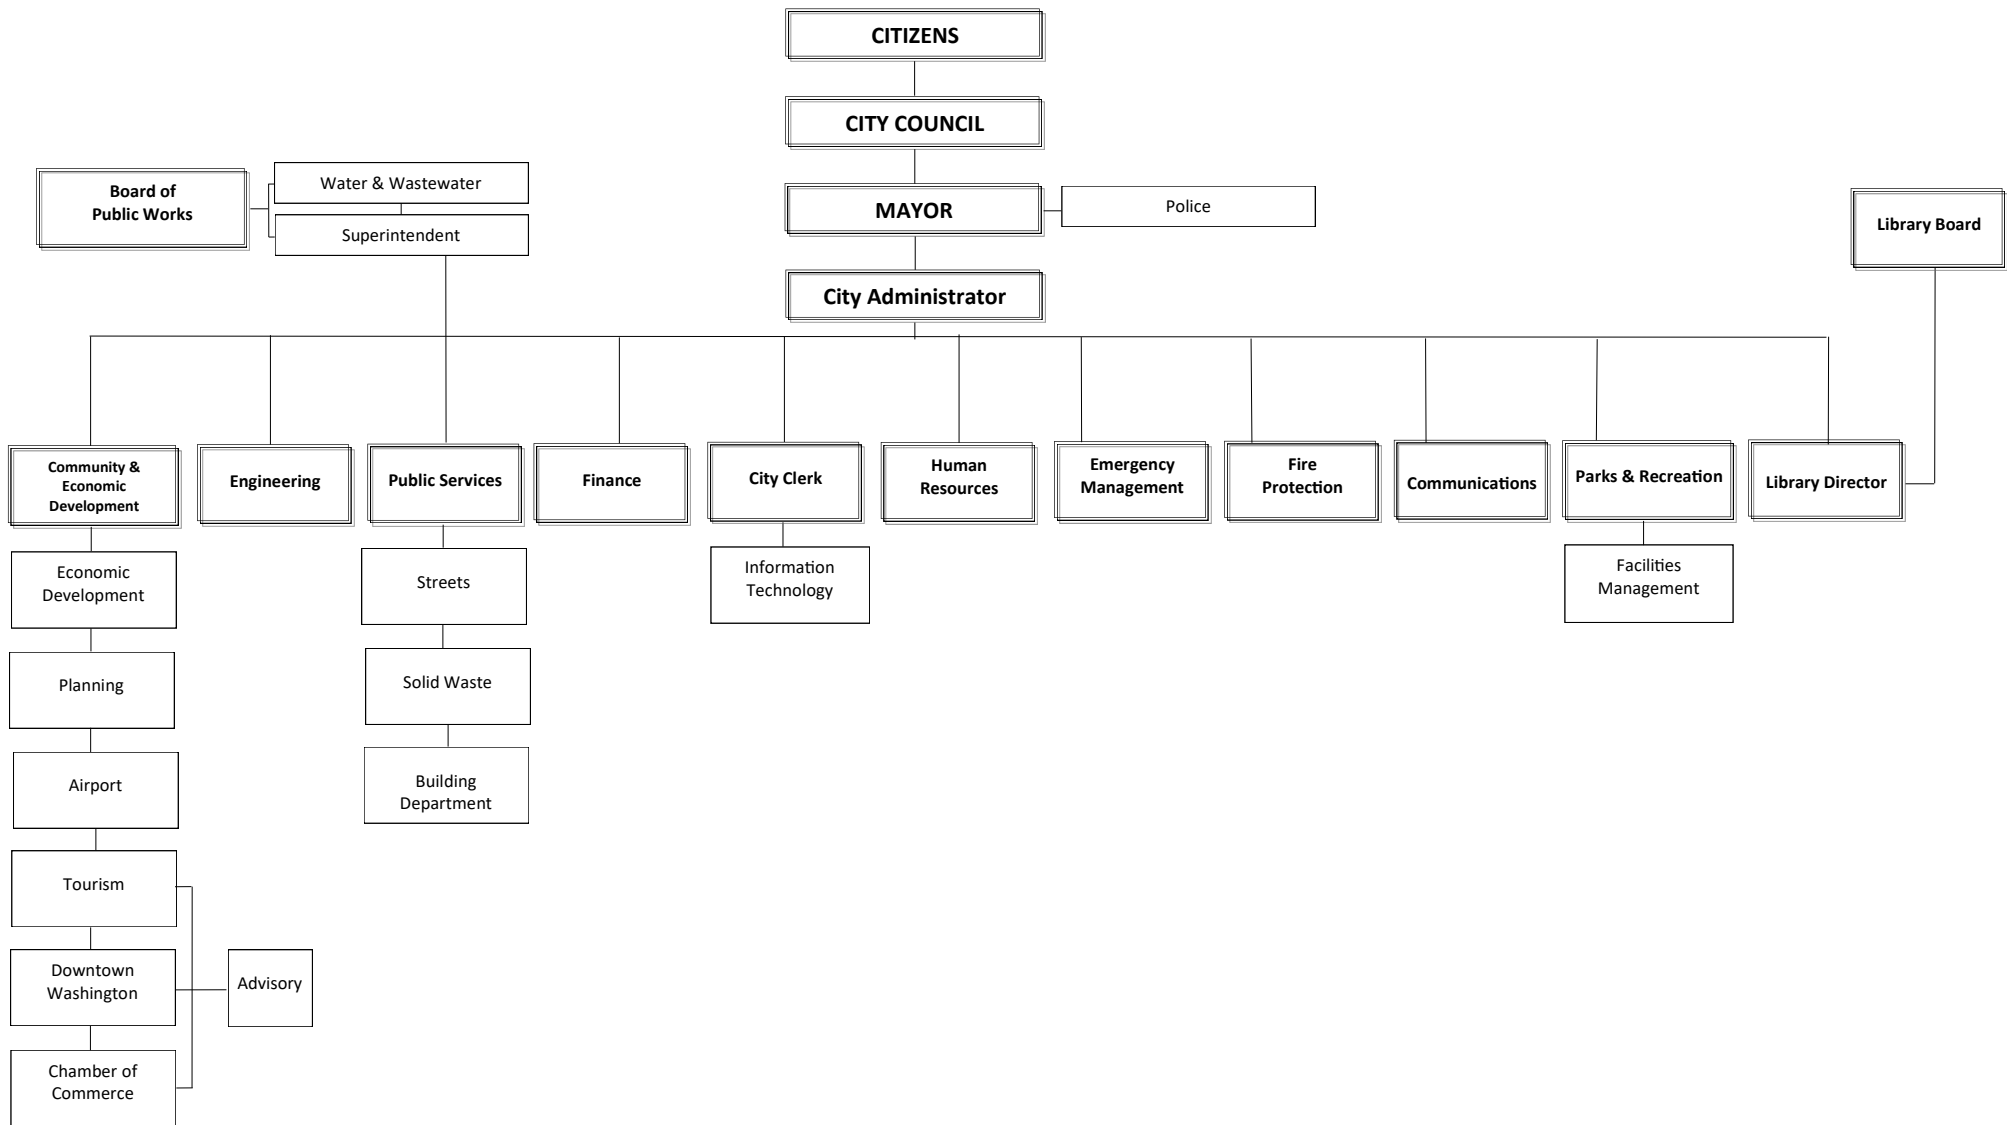 CITIZENS
CITY COUNCIL
Board of
Public Works
Water & Wastewater
Superintendent
MAYOR
Police
Library Board
City Administrator
Community &
Economic
Development
Engineering
Public Services
Finance
City Clerk
Human
Resources
Emergency
Management
Fire
Protection
Communications
Parks & Recreation
Library Director
Economic
Development
Streets
Information
Technology
Facilities
Management
Planning
Solid Waste
Airport
Building
Department
Tourism
Downtown
Washington
Advisory
Chamber of
Commerce